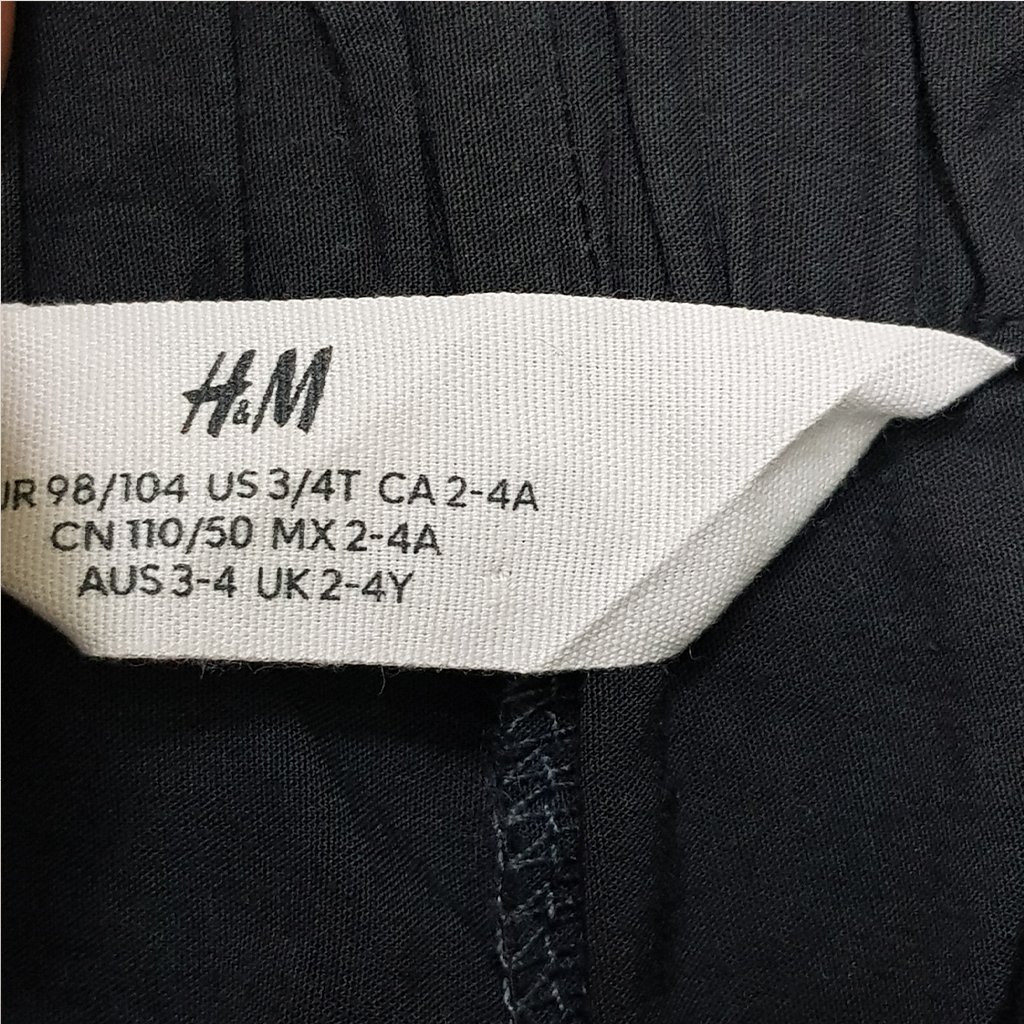 H&M
UR 98/104 US 3/4T CA 2-4A
CN 110/50 MX 2-4A
AUS 3-4 UK 2-4Y